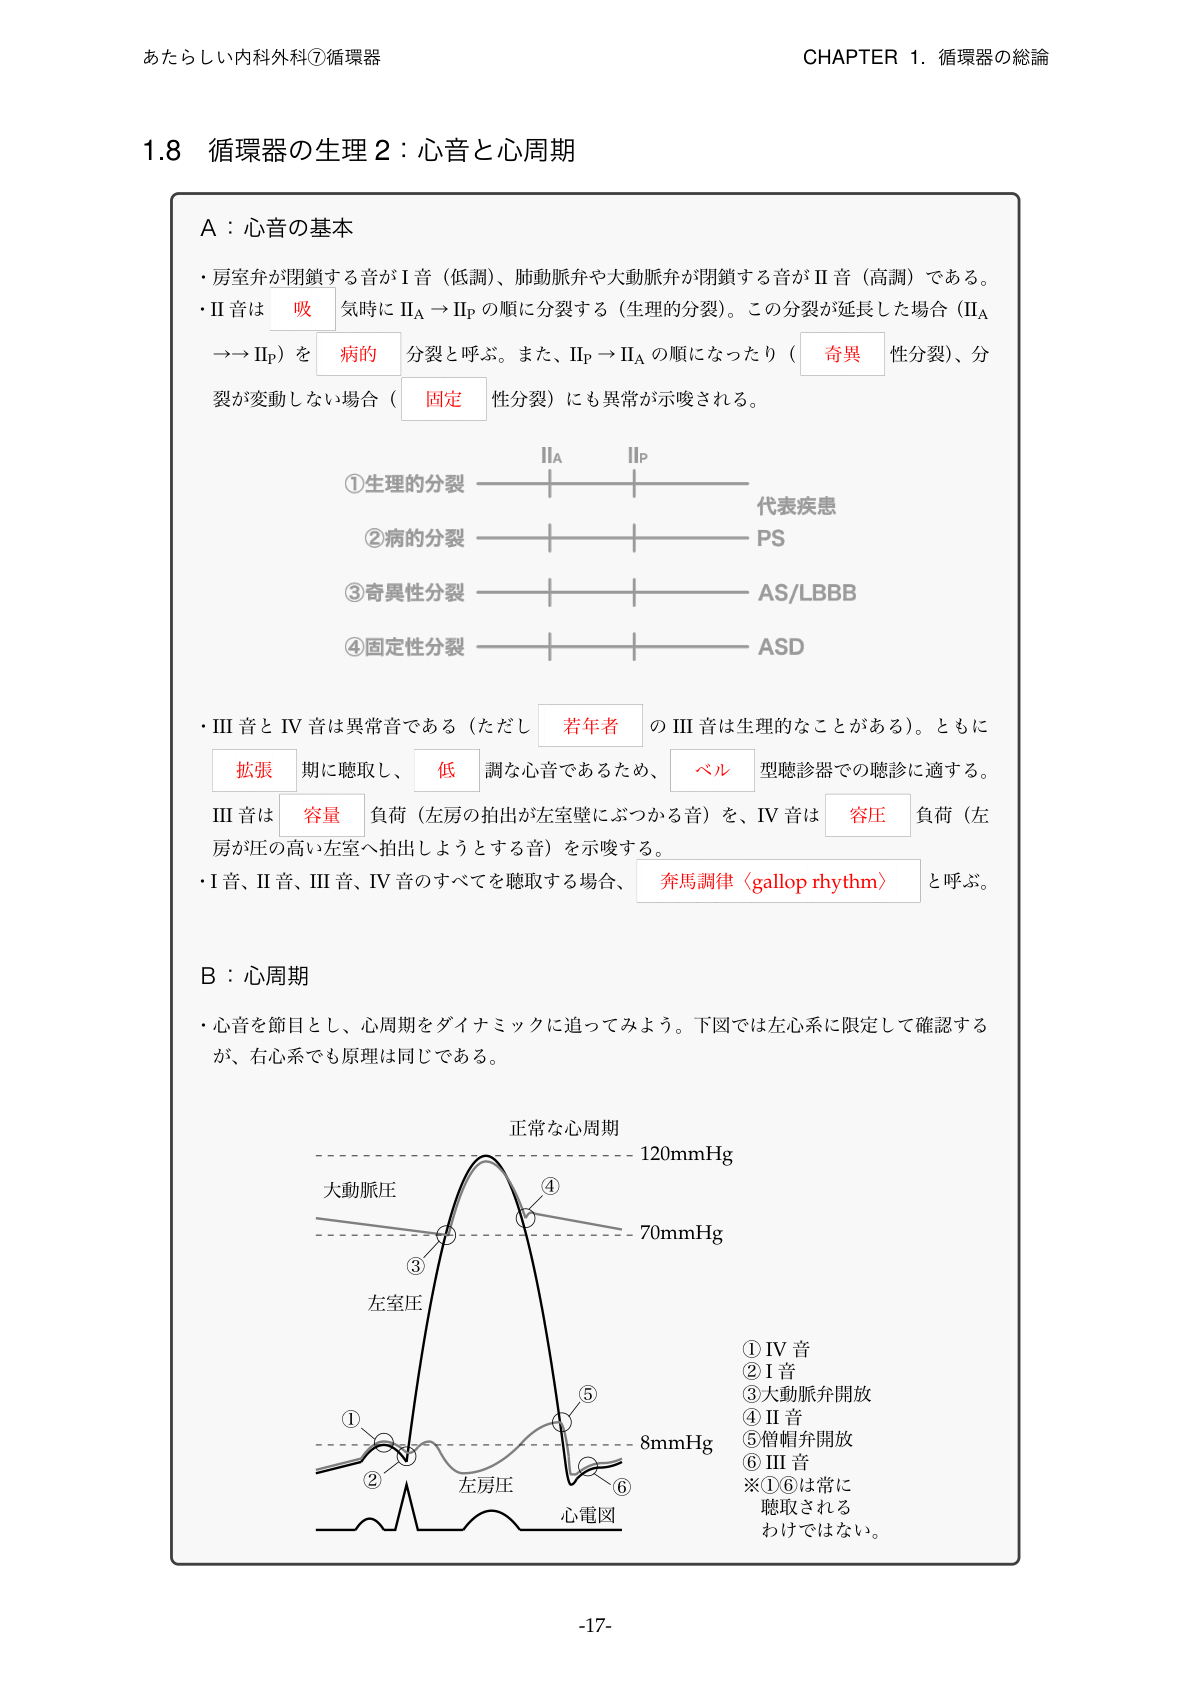 あたらしい内科外科⑦循環器
CHAPTER 1. 循環器の総論
1.8 循環器の生理 2：心音と心周期
A：心音の基本
・房室弁が閉鎖する音が I 音（低調）、肺動脈弁や大動脈弁が閉鎖する音が II 音（高調）である。
・II 音は 吸 気時に IIA → IIP の順に分裂する（生理的分裂）。この分裂が延長した場合（IIA
→→ IIP）を 病的 分裂と呼ぶ。また、IIP → IIA の順になったり（ 奇異 性分裂）、分
裂が変動しない場合（ 固定 性分裂）にも異常が示唆される。
IIA IIP
①生理的分裂
代表疾患
②病的分裂 PS
③奇異性分裂 AS/LBBB
④固定性分裂 ASD
・III 音と IV 音は異常音である（ただし 若年者 の III 音は生理的なことがある）。ともに
拡張 期に聴取し、 低 調な心音であるため、 ベル 型聴診器での聴診に適する。
III 音は 容量 負荷（左房の拍出が左室壁にぶつかる音）を、IV 音は 容圧 負荷（左
房が圧の高い左室へ拍出しようとする音）を示唆する。
・I 音、II 音、III 音、IV 音のすべてを聴取する場合、 奔馬調律〈gallop rhythm〉 と呼ぶ。
B：心周期
・心音を節目とし、心周期をダイナミックに追ってみよう。下図では左心系に限定して確認する
が、右心系でも原理は同じである。
正常な心周期
120mmHg
大動脈圧
④
70mmHg
③
左室圧
⑤
①
8mmHg
②
左房圧
⑥
心電図
① IV 音
② I 音
③大動脈弁開放
④ II 音
⑤僧帽弁開放
⑥ III 音
※①⑥は常に
聴取される
わけではない。
-17-